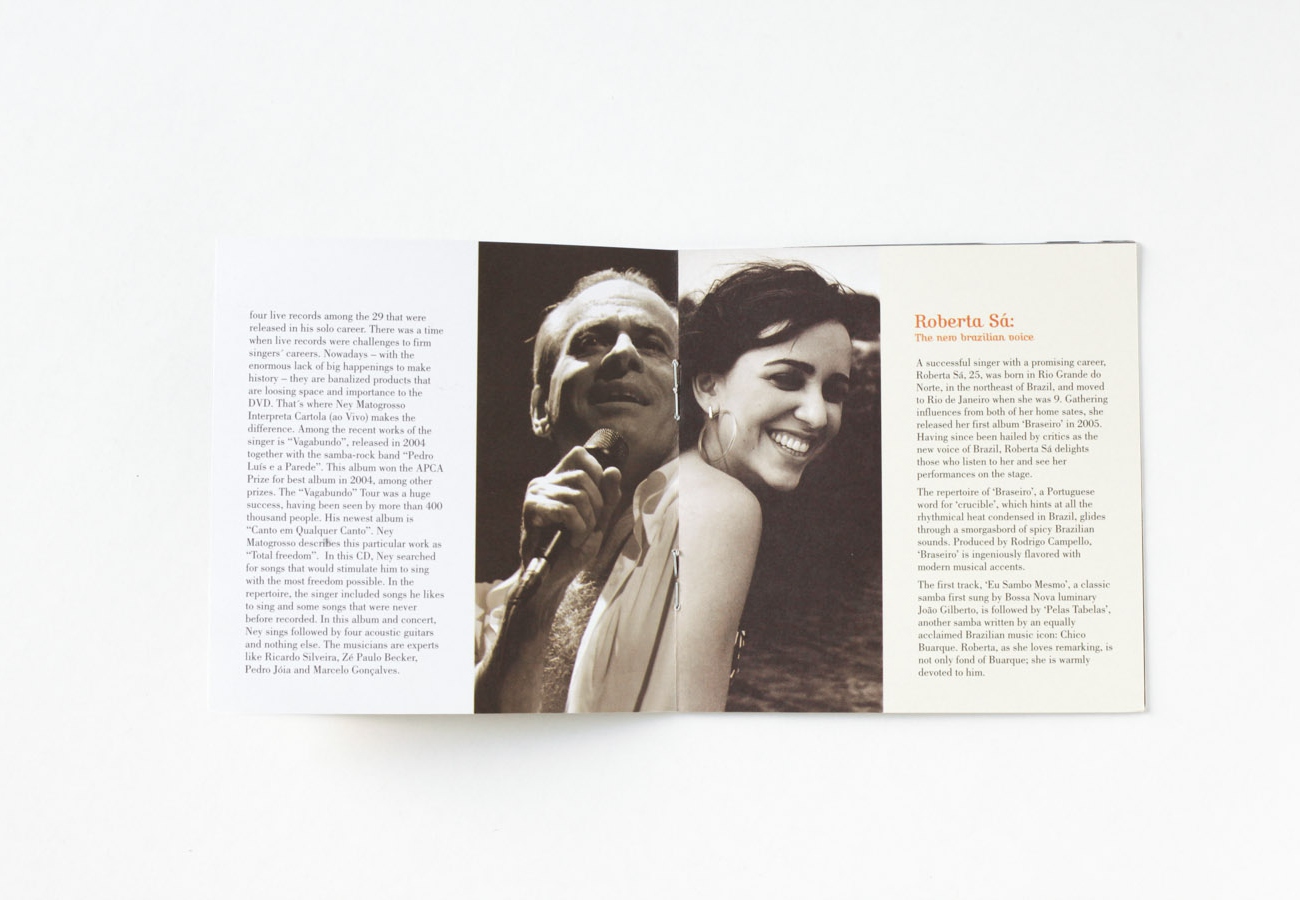 four live records among the 29 that were
released in his solo career. There was a time
when live records were challenges to firm
singers´ careers. Nowadays – with the
enormous lack of big happenings to make
history – they are banalized products that
are loosing space and importance to the
DVD. That´s where Ney Matogrosso
Interpreta Cartola (ao Vivo) makes the
difference. Among the recent works of the
singer is “Vagabundo”, released in 2004
together with the samba-rock band “Pedro
Luís e a Parede”. This album won the APCA
Prize for best album in 2004, among other
prizes. The “Vagabundo” Tour was a huge
success, having been seen by more than 400
thousand people. His newest album is
“Canto em Qualquer Canto”. Ney
Matogrosso describes this particular work as
“Total freedom”. In this CD, Ney searched
for songs that would stimulate him to sing
with the most freedom possible. In the
repertoire, the singer included songs he likes
to sing and some songs that were never
before recorded. In this album and concert,
Ney sings followed by four acoustic guitars
and nothing else. The musicians are experts
like Ricardo Silveira, Zé Paulo Becker,
Pedro Jóia and Marcelo Gonçalves.
Roberta Sá:
The new brazilian voice
A successful singer with a promising career,
Roberta Sá, 25, was born in Rio Grande do
Norte, in the northeast of Brazil, and moved
to Rio de Janeiro when she was 9. Gathering
influences from both of her home sates, she
released her first album ‘Braseiro’ in 2005.
Having since been hailed by critics as the
new voice of Brazil, Roberta Sá delights
those who listen to her and see her
performances on the stage.
The repertoire of ‘Braseiro’, a Portuguese
word for ‘crucible’, which hints at all the
rhythmical heat condensed in Brazil, glides
through a smorgasbord of spicy Brazilian
sounds. Produced by Rodrigo Campello,
‘Braseiro’ is ingeniously flavored with
modern musical accents.
The first track, ‘Eu Sambo Mesmo’, a classic
samba first sung by Bossa Nova luminary
João Gilberto, is followed by ‘Pelas Tabelas’,
another samba written by an equally
acclaimed Brazilian music icon: Chico
Buarque. Roberta, as she loves remarking, is
not only fond of Buarque; she is warmly
devoted to him.